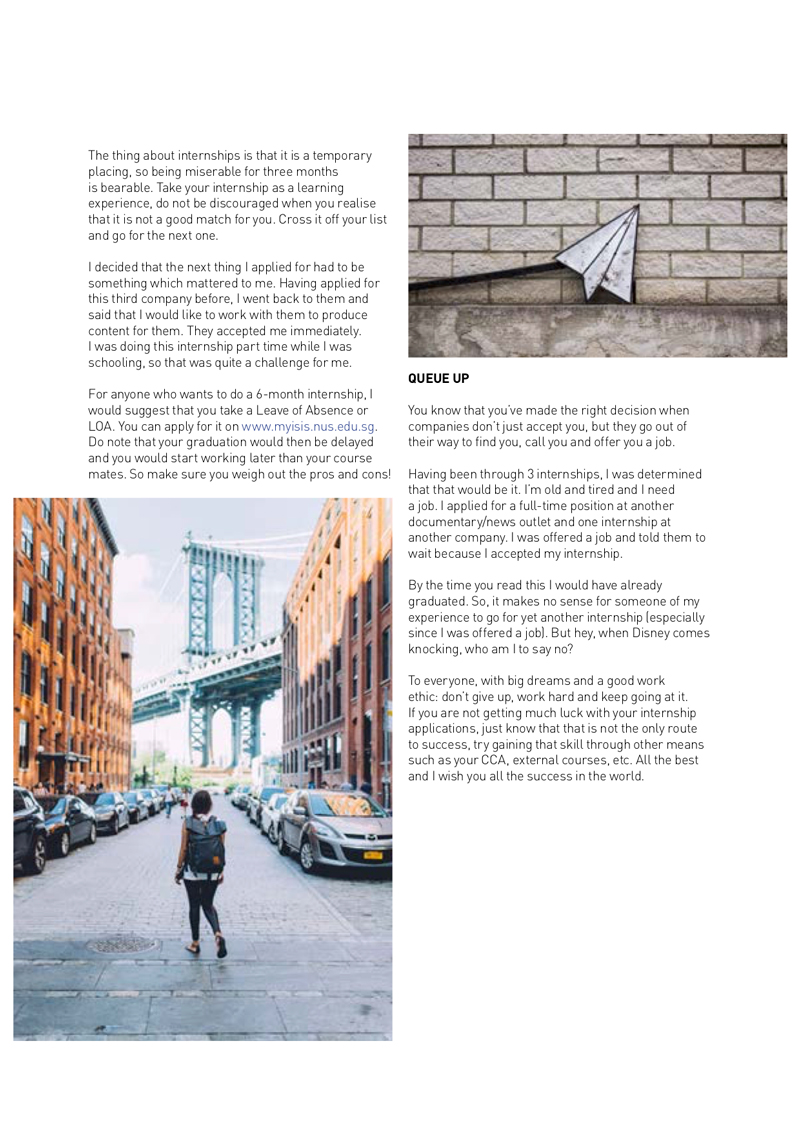 The thing about internships is that it is a temporary
placing, so being miserable for three months
is bearable. Take your internship as a learning
experience, do not be discouraged when you realise
that it is not a good match for you. Cross it off your list
and go for the next one.
I decided that the next thing I applied for had to be
something which mattered to me. Having applied for
this third company before, I went back to them and
said that I would like to work with them to produce
content for them. They accepted me immediately.
I was doing this internship part time while I was
schooling, so that was quite a challenge for me.
For anyone who wants to do a 6-month internship, I
would suggest that you take a Leave of Absence or
LOA. You can apply for it on www.myisis.nus.edu.sg.
Do note that your graduation would then be delayed
and you would start working later than your course
mates. So make sure you weigh out the pros and cons!
QUEUE UP
You know that you've made the right decision when
companies don't just accept you, but they go out of
their way to find you, call you and offer you a job.
Having been through 3 internships, I was determined
that that would be it. I'm old and tired and I need
a job. I applied for a full-time position at another
documentary/news outlet and one internship at
another company. I was offered a job and told them to
wait because I accepted my internship.
By the time you read this I would have already
graduated. So, it makes no sense for someone of my
experience to go for yet another internship (especially
since I was offered a job). But hey, when Disney comes
knocking, who am I to say no?
To everyone, with big dreams and a good work
ethic: don't give up, work hard and keep going at it.
If you are not getting much luck with your internship
applications, just know that that is not the only route
to success, try gaining that skill through other means
such as your CCA, external courses, etc. All the best
and I wish you all the success in the world.